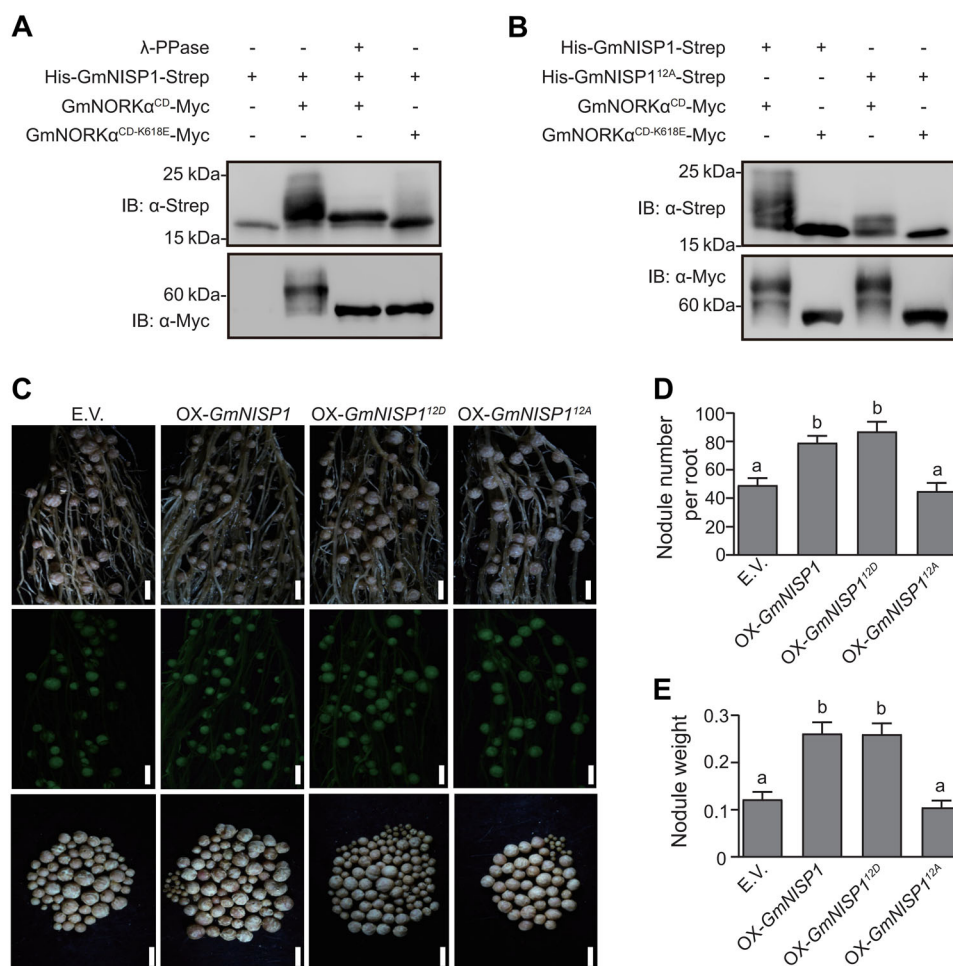 A
λ-PPase - - + -
His-GmNISP1-Strep + + + +
GmNORKα^CD-Myc - + + -
GmNORKα^CD-K618E-Myc - - - +
25 kDa
IB: α-Strep
15 kDa
60 kDa
IB: α-Myc
B
His-GmNISP1-Strep + + - -
His-GmNISP1^12A-Strep - - + +
GmNORKα^CD-Myc + - + -
GmNORKα^CD-K618E-Myc - + - +
25 kDa
IB: α-Strep
15 kDa
IB: α-Myc
60 kDa
C
E.V. OX-GmNISP1 OX-GmNISP1^12D OX-GmNISP1^12A
D
Nodule number
per root
100
80
60
40
20
0
a b b a
E.V. OX-GmNISP1 OX-GmNISP1^12D OX-GmNISP1^12A
E
Nodule weight
0.3
0.2
0.1
0
a b b a
E.V. OX-GmNISP1 OX-GmNISP1^12D OX-GmNISP1^12A